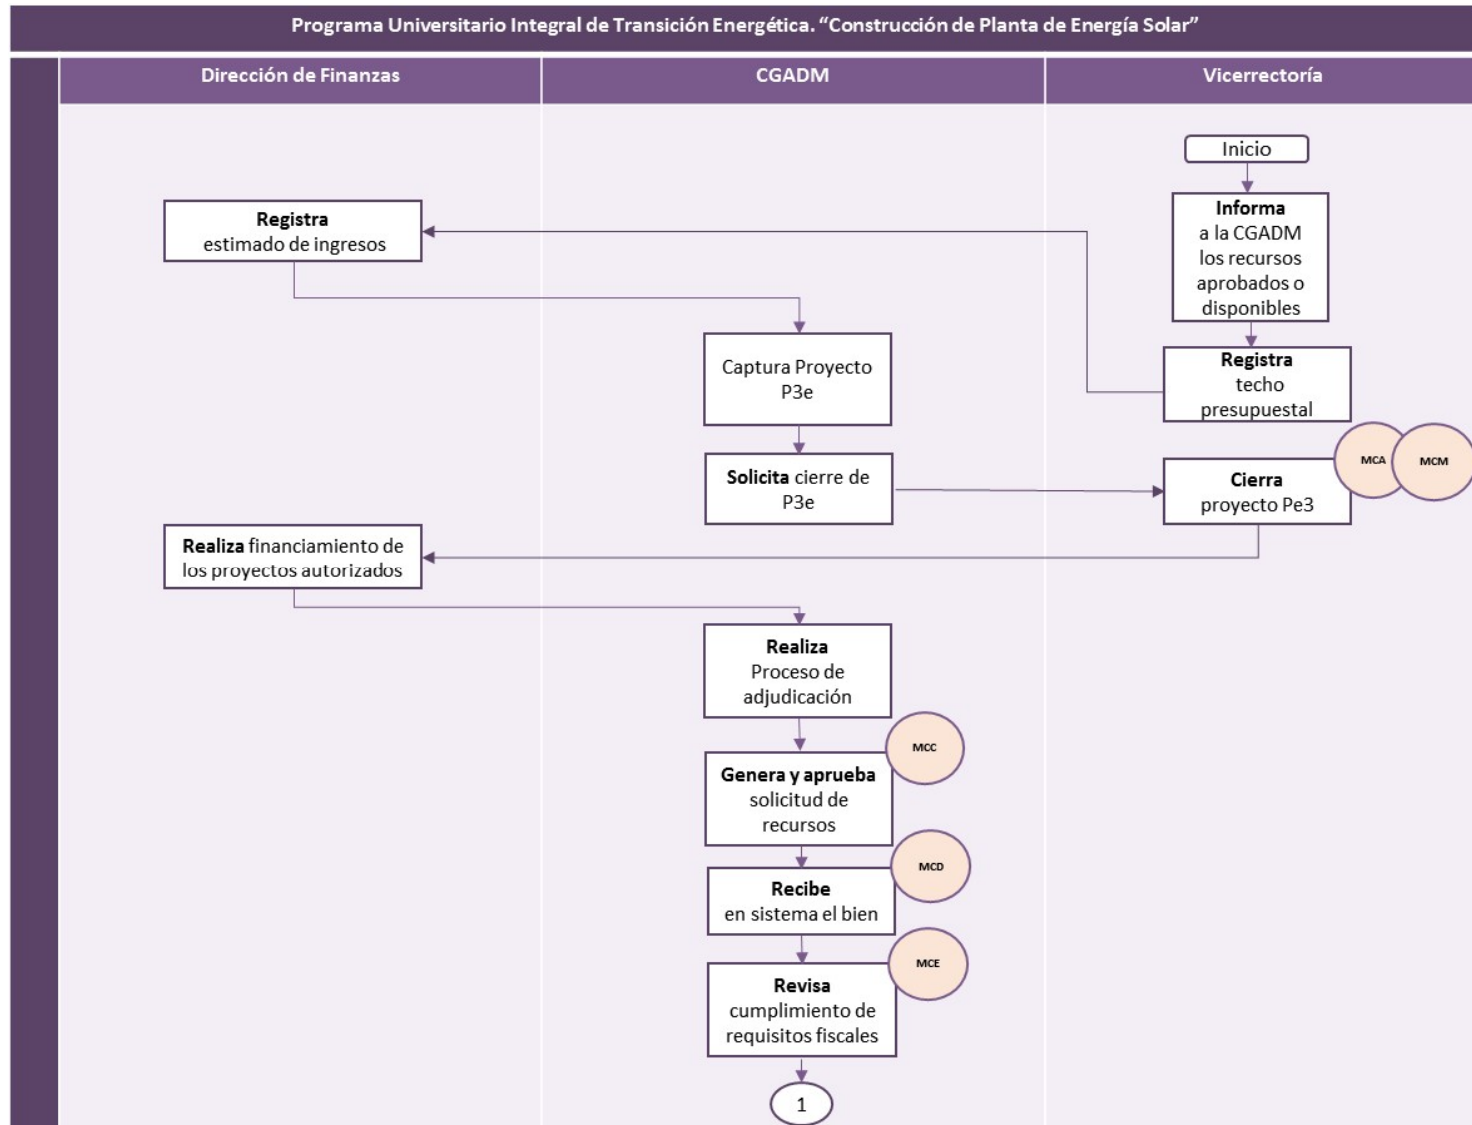 Programa Universitario Integral de Transición Energética. “Construcción de Planta de Energía Solar”
Dirección de Finanzas
CGADM
Vicerrectoría
Inicio
Informa
a la CGADM
los recursos
aprobados o
disponibles
Registra
techo
presupuestal
Registra
estimado de ingresos
Captura Proyecto
P3e
Solicita cierre de
P3e
Cierra
proyecto Pe3
MCA
MCM
Realiza financiamiento de
los proyectos autorizados
Realiza
Proceso de
adjudicación
Genera y aprueba
solicitud de
recursos
MCC
Recibe
en sistema el bien
MCD
Revisa
cumplimiento de
requisitos fiscales
MCE
1